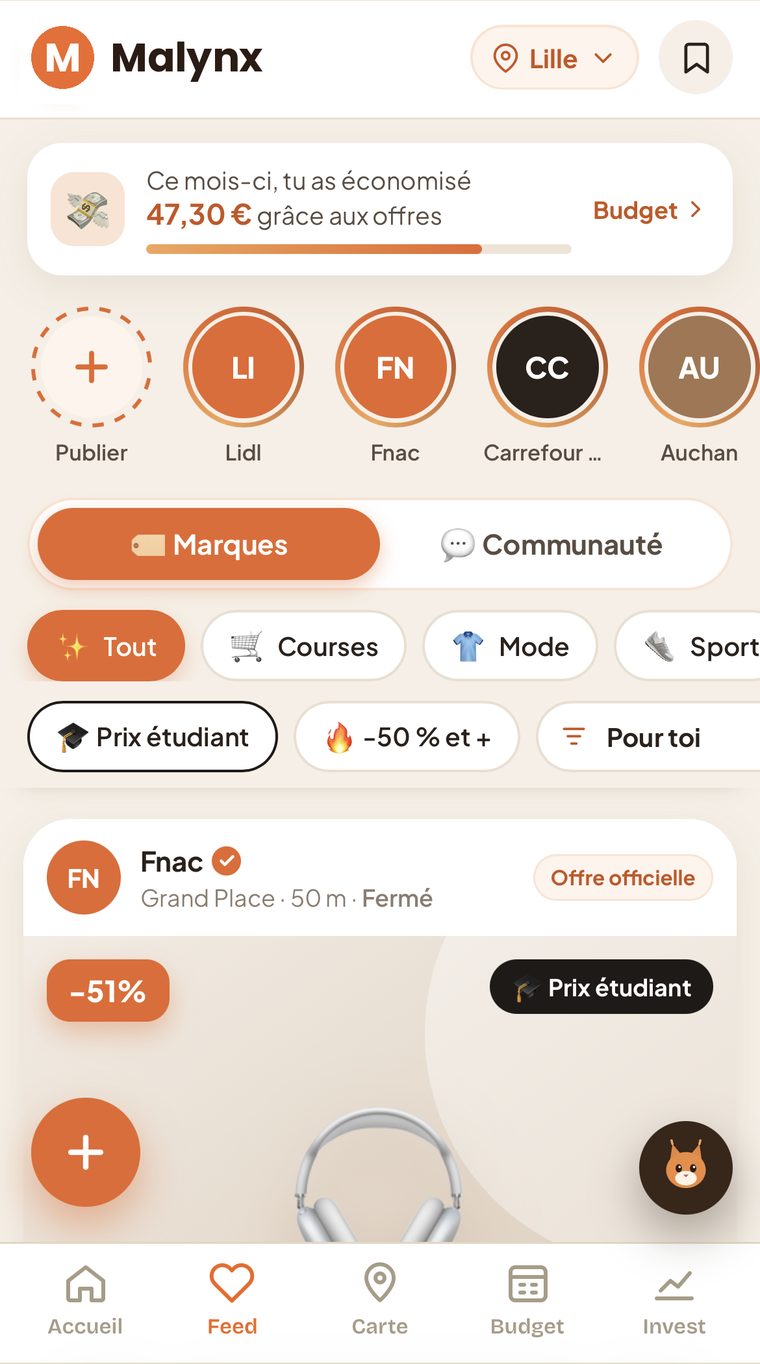 M Malynx
Lille
Ce mois-ci, tu as économisé
47,30 € grâce aux offres
Budget
LI
FN
CC
AU
Publier
Lidl
Fnac
Carrefour ...
Auchan
Marques
Communauté
Tout
Courses
Mode
Sport
Prix étudiant
-50 % et +
Pour toi
FN
Fnac
Grand Place · 50 m · Fermé
Offre officielle
-51%
Prix étudiant
Accueil
Feed
Carte
Budget
Invest